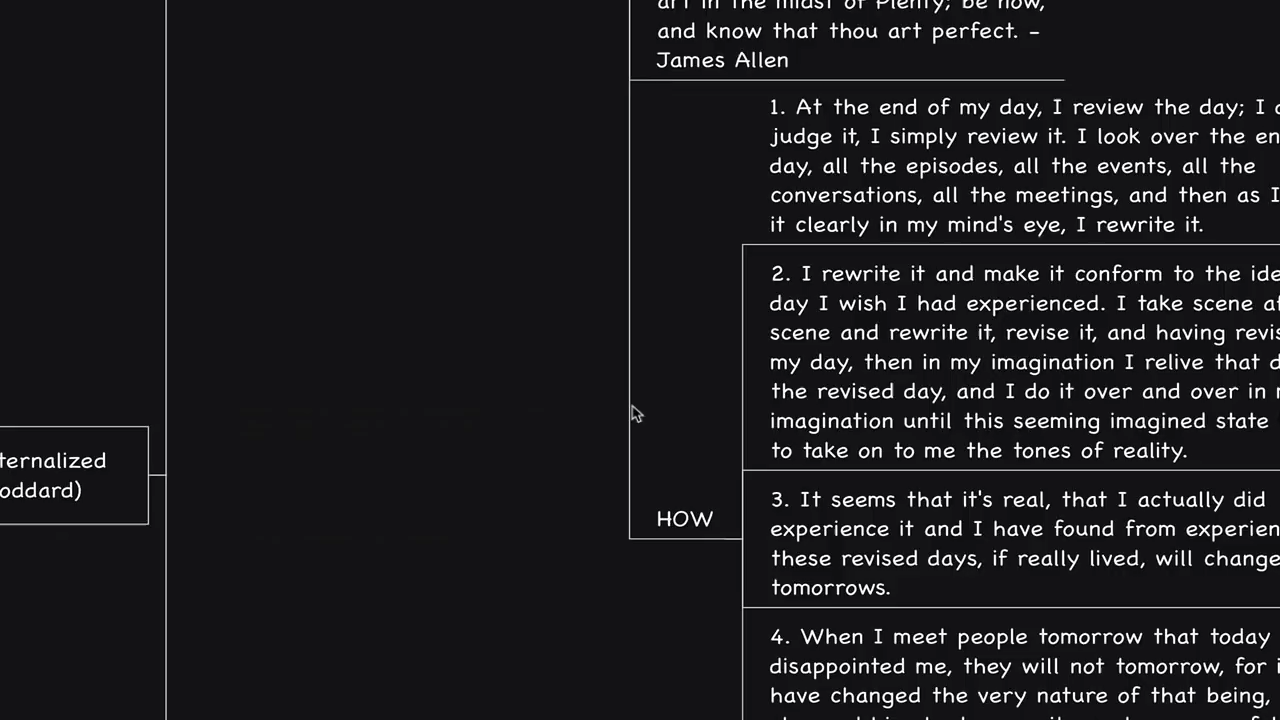 art in the midst of Plenty; be now,
and know that thou art perfect. –
James Allen
1. At the end of my day, I review the day; I
judge it, I simply review it. I look over the
day, all the episodes, all the events, all the
conversations, all the meetings, and then as I
it clearly in my mind's eye, I rewrite it.
2. I rewrite it and make it conform to the
day I wish I had experienced. I take scene
scene and rewrite it, revise it, and having
my day, then in my imagination I relive that
the revised day, and I do it over and over in
imagination until this seeming imagined state
to take on to me the tones of reality.
ternalized
oddard)
HOW
3. It seems that it's real, that I actually did
experience it and I have found from
these revised days, if really lived, will change
tomorrows.
4. When I meet people tomorrow that today
disappointed me, they will not tomorrow, for
have changed the very nature of that being,